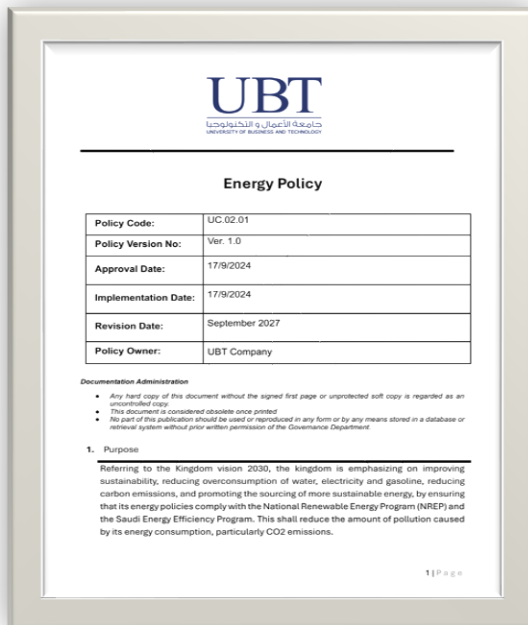 UBT
جامعة الأعمال و التكنولوجيا
UNIVERSITY OF BUSINESS AND TECHNOLOGY
Energy Policy
Policy Code: UC.02.01
Policy Version No: Ver. 1.0
Approval Date: 17/9/2024
Implementation Date: 17/9/2024
Revision Date: September 2027
Policy Owner: UBT Company
Documentation Administration
• Any hard copy of this document without the signed first page or unprotected soft copy is regarded as an
uncontrolled copy.
• This document is considered obsolete once printed
• No part of this publication should be used or reproduced in any form or by any means stored in a database or
retrieval system without prior written permission of the Governance Department.
1. Purpose
Referring to the Kingdom vision 2030, the kingdom is emphasizing on improving
sustainability, reducing overconsumption of water, electricity and gasoline, reducing
carbon emissions, and promoting the sourcing of more sustainable energy, by ensuring
that its energy policies comply with the National Renewable Energy Program (NREP) and
the Saudi Energy Efficiency Program. This shall reduce the amount of pollution caused
by its energy consumption, particularly CO2 emissions.
1 | Page